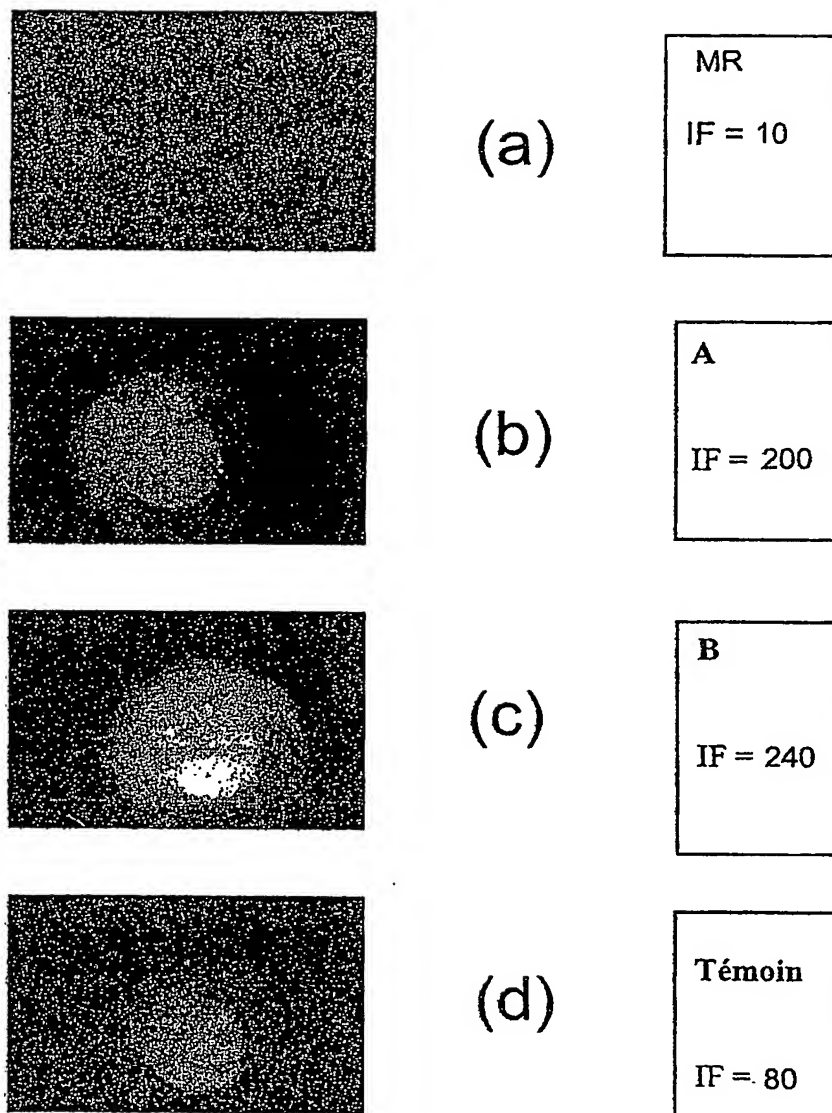 (a)
MR
IF = 10
(b)
A
IF = 200
(c)
B
IF = 240
(d)
Témoin
IF = 80